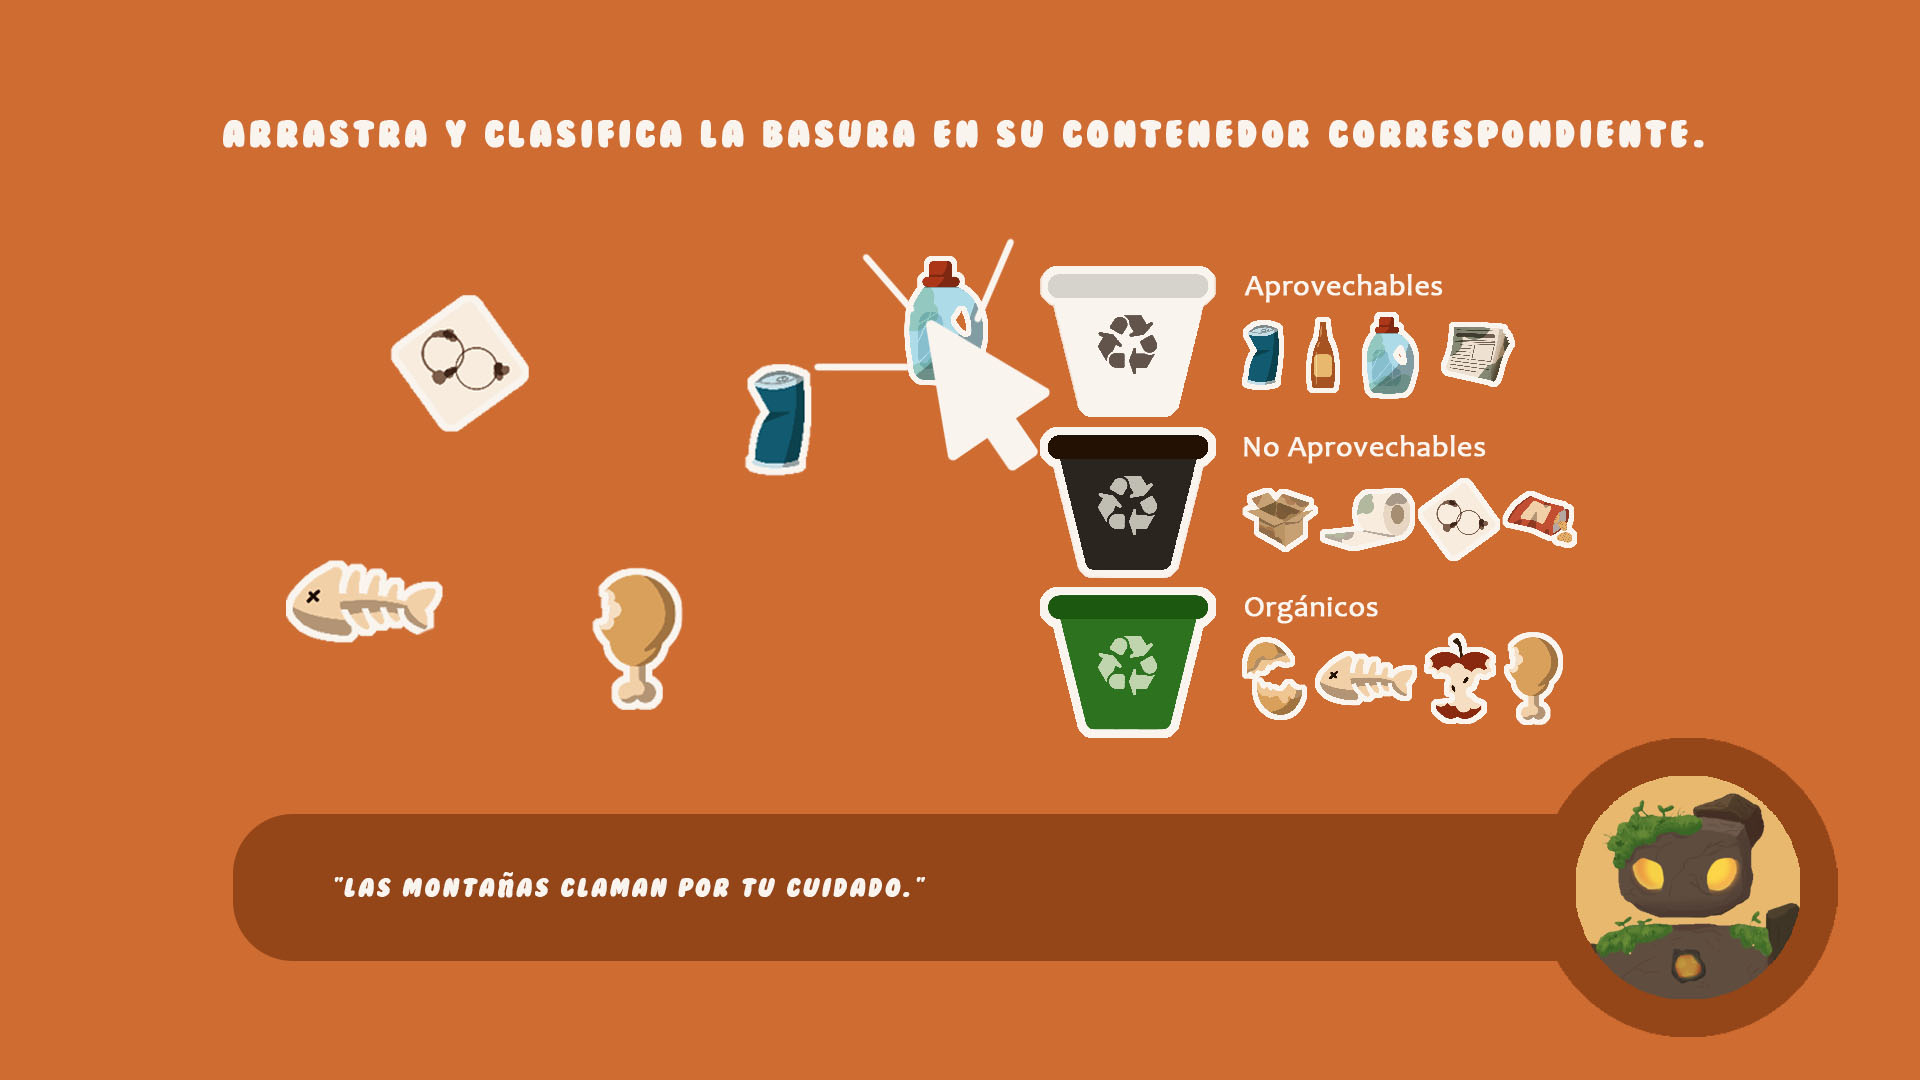 ARRASTRA Y CLASIFICA LA BASURA EN SU CONTENEDOR CORRESPONDIENTE.
Aprovechables
No Aprovechables
Orgánicos
"LAS MONTAÑAS CLAMAN POR TU CUIDADO."